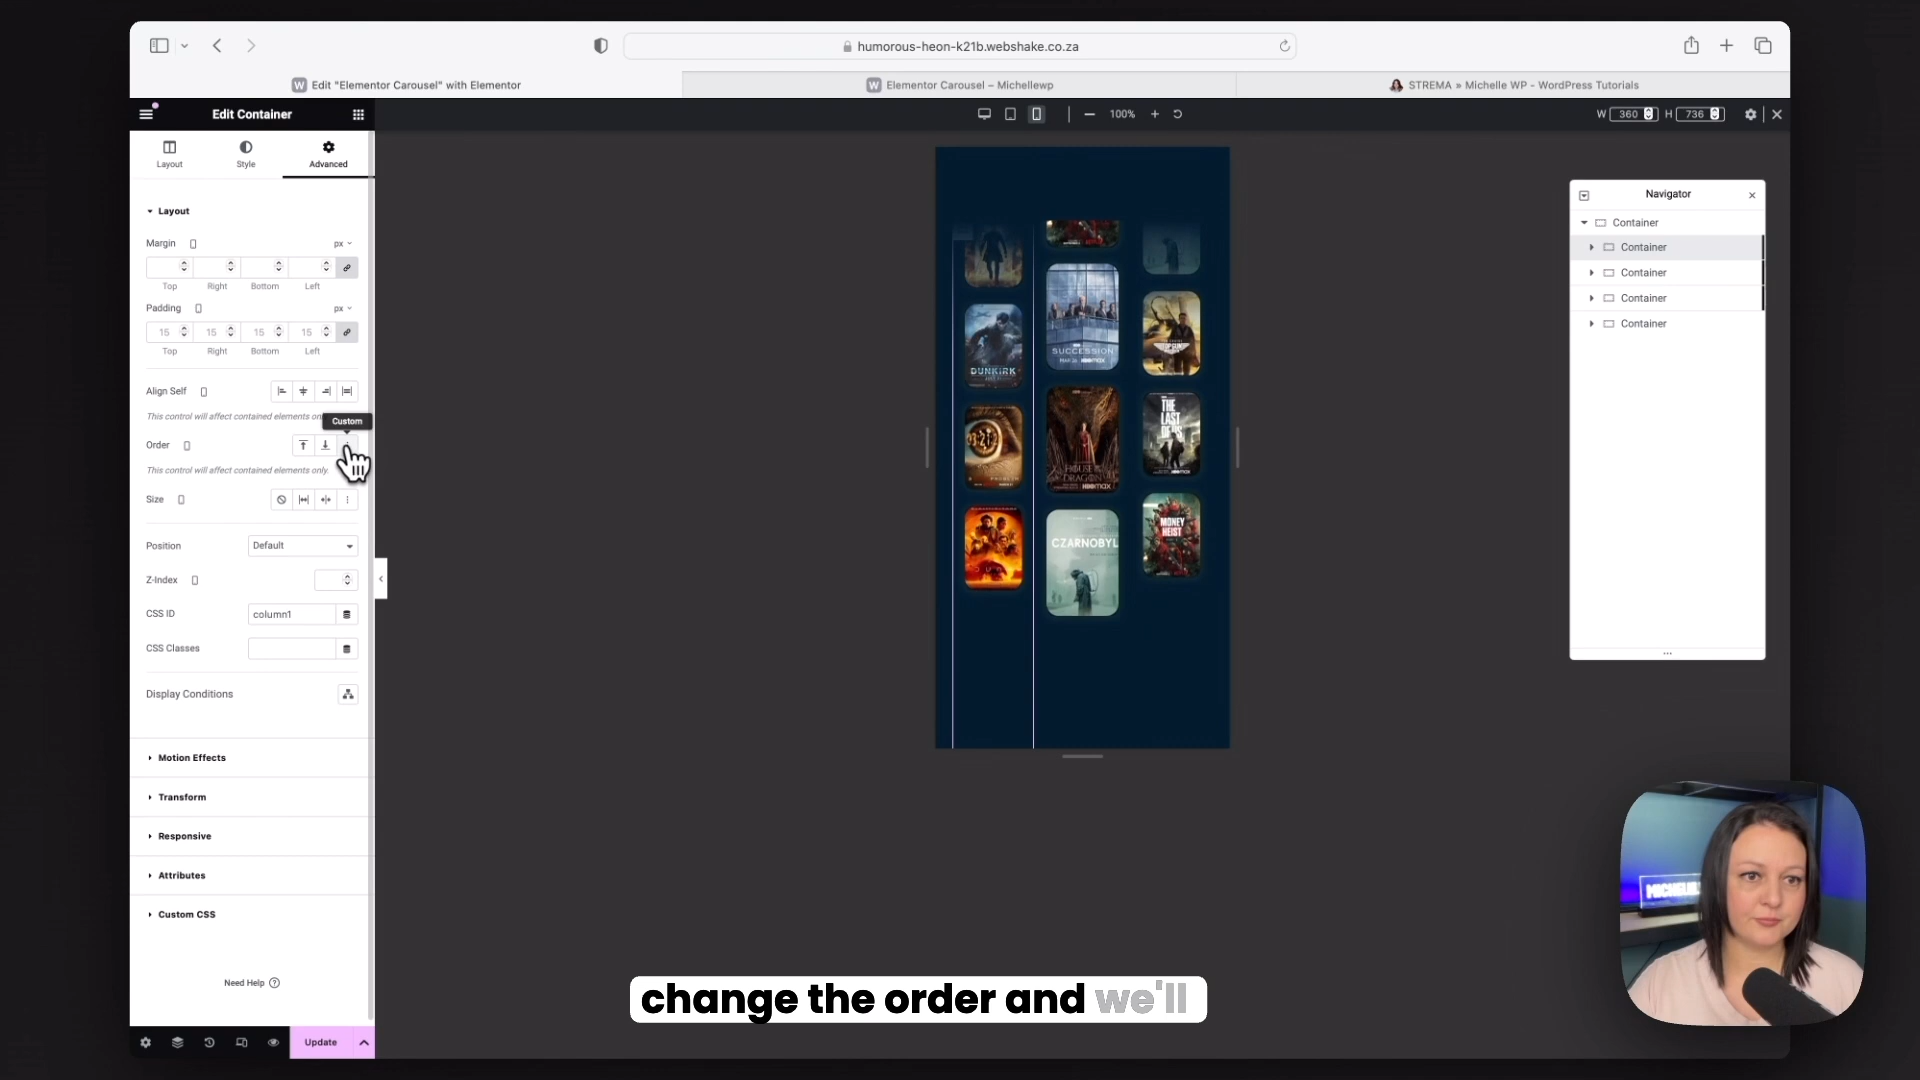 humorous-heon-k21b.webshake.co.za
Edit "Elementor Carousel" with Elementor
Elementor Carousel – Michellewp
STREMA » Michelle WP - WordPress Tutorials
Edit Container
100%
W 360 H 736
Layout
Style
Advanced
Layout
Margin
px
Top Right Bottom Left
Padding
px
15 15 15 15
Top Right Bottom Left
Align Self
This control will affect contained elements on
Custom
Order
This control will affect contained elements only.
Size
Position
Default
Z-Index
CSS ID
column1
CSS Classes
Display Conditions
Motion Effects
Transform
Responsive
Attributes
Custom CSS
Need Help
Update
DUNKIRK
SUCCESSION
HOUSE OF THE DRAGON
HBOMAX
CZARNOBYL
TOP GUN
THE LAST OF US
HBOMAX
MONEY HEIST
Navigator
Container
Container
Container
Container
Container
change the order and we'll